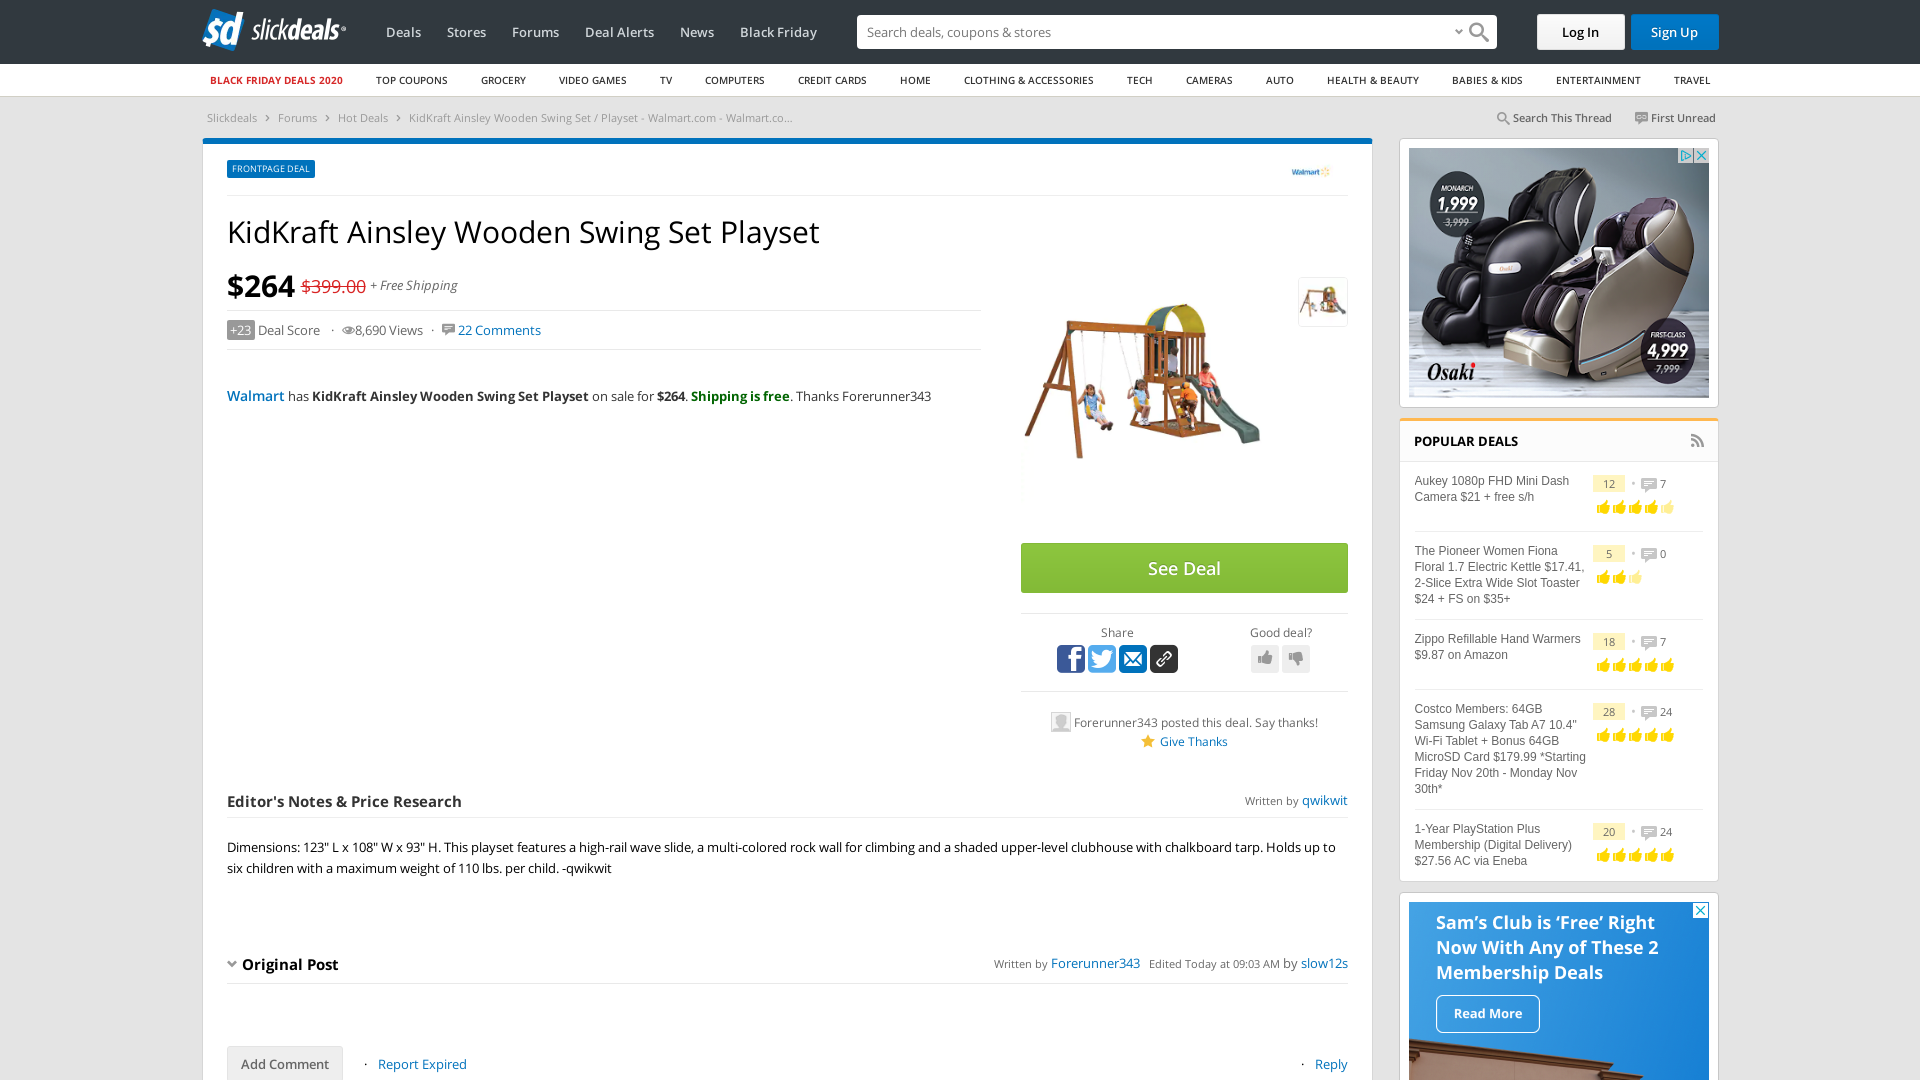 sd slickdeals
Deals
Stores
Forums
Deal Alerts
News
Black Friday
Search deals, coupons & shops
Log In
Sign Up
BLACK FRIDAY DEALS 2020
TOP COUPONS
GROCERY
VIDEO GAMES
TV
COMPUTERS
CREDIT CARDS
HOME
CLOTHING & ACCESSORIES
TECH
CAMERAS
AUTO
HEALTH & BEAUTY
BABIES & KIDS
ENTERTAINMENT
TRAVEL
Slickdeals › Forums › Hot Deals › KidKraft Ainsley Wooden Swing Set / Playset - Walmart.com - Walmart.co...
Search This Thread
First Unread
FRONTPAGE DEAL
Walmart
KidKraft Ainsley Wooden Swing Set Playset
$264 $399.00 + Free Shipping
+23 Deal Score · 8,690 Views · 22 Comments
Walmart has KidKraft Ainsley Wooden Swing Set Playset on sale for $264. Shipping is free. Thanks Forerunner343
See Deal
Share
Good deal?
Forerunner343 posted this deal. Say thanks!
Give Thanks
Editor's Notes & Price Research
Written by qwikwit
Dimensions: 123" L x 108" W x 93" H. This playset features a high-rail wave slide, a multi-colored rock wall for climbing and a shaded upper-level clubhouse with chalkboard tarp. Holds up to
six children with a maximum weight of 110 lbs. per child. -qwikwit
Original Post
Written by Forerunner343 Edited Today at 09:03 AM by slow12s
Add Comment
· Report Expired
· Reply
MONARCH
1,999
3,999
Osaki
FIRST-CLASS
4,999
7,999
Osaki
POPULAR DEALS
Aukey 1080p FHD Mini Dash
Camera $21 + free s/h
12 • 7
The Pioneer Women Fiona
Floral 1.7 Electric Kettle $17.41,
2-Slice Extra Wide Slot Toaster
$24 + FS on $35+
5 • 0
Zippo Refillable Hand Warmers
$9.87 on Amazon
18 • 7
Costco Members: 64GB
Samsung Galaxy Tab A7 10.4"
Wi-Fi Tablet + Bonus 64GB
MicroSD Card $179.99 *Starting
Friday Nov 20th - Monday Nov
30th*
28 • 24
1-Year PlayStation Plus
Membership (Digital Delivery)
$27.56 AC via Eneba
20 • 24
Sam's Club is 'Free' Right
Now With Any of These 2
Membership Deals
Read More